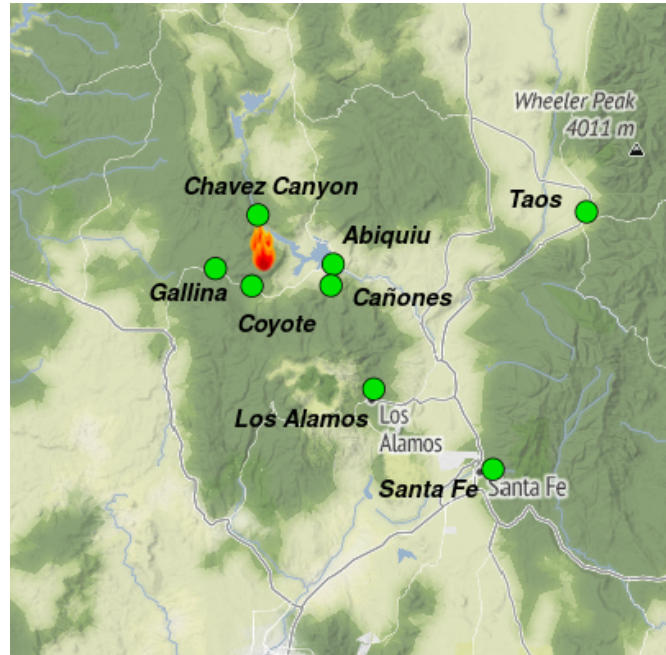 Wheeler Peak
4011 m
Chavez Canyon
Taos
Abiquiu
Gallina
Cañones
Coyote
Los Alamos
Los
Alamos
Santa Fe
Santa Fe